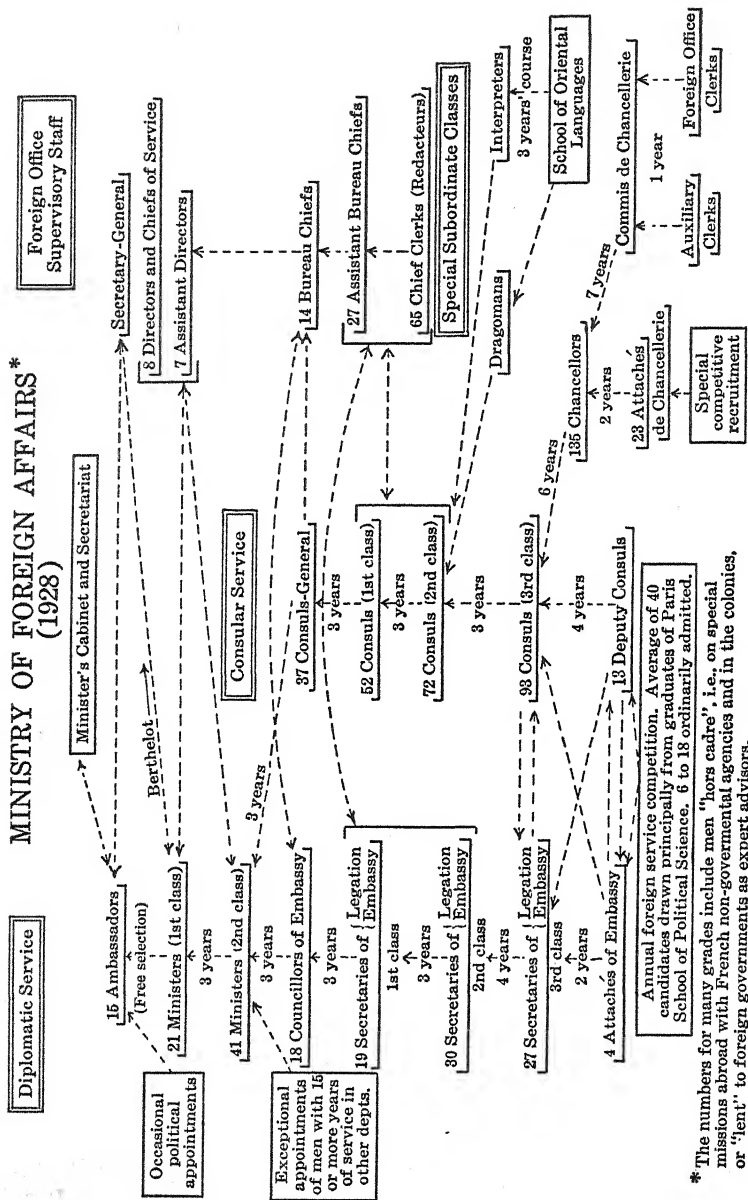 MINISTRY OF FOREIGN AFFAIRS*
(1928)
Diplomatic Service
Minister's Cabinet and Secretariat
Foreign Office
Supervisory Staff
15 Ambassadors
(Free selection)
Occasional
political
appointments
3 years
21 Ministers (1st class)
3 years
41 Ministers (2nd class)
Exceptional
appointments
of men with 15
or more years
of service in
other depts.
3 years
18 Councillors of Embassy
3 years
19 Secretaries of { Legation
Embassy
1st class
3 years
30 Secretaries of { Legation
Embassy
2nd class
4 years
27 Secretaries of { Legation
Embassy
3rd class
2 years
4 Attachés of Embassy
Berthelot
3 years
Consular Service
37 Consuls-General
3 years
52 Consuls (1st class)
3 years
72 Consuls (2nd class)
3 years
93 Consuls (3rd class)
4 years
13 Deputy Consuls
Secretary-General
8 Directors and Chiefs of Service
7 Assistant Directors
14 Bureau Chiefs
27 Assistant Bureau Chiefs
65 Chief Clerks (Redacteurs)
Special Subordinate Classes
Dragomans
Interpreters
3 years' course
School of Oriental
Languages
6 years
135 Chancellors
2 years
23 Attachés
de Chancellerie
Special
competitive
recruitment
7 years
Commis de Chancellerie
1 year
Auxiliary
Clerks
Foreign Office
Clerks
Annual foreign service competition. Average of 40
candidates drawn principally from graduates of Paris
School of Political Science. 6 to 18 ordinarily admitted.
* The numbers for many grades include men "hors cadre", i.e., on special
missions abroad with French non-governmental agencies and in the colonies,
or "lent" to foreign governments as expert advisors.